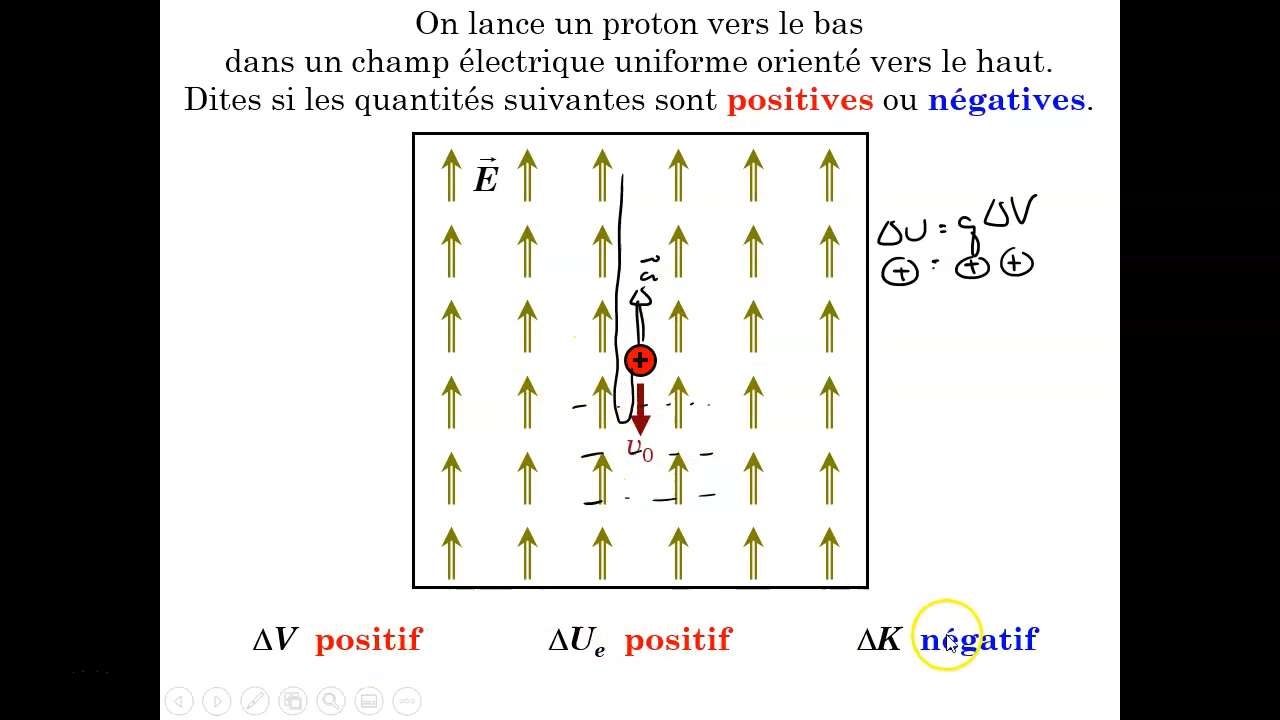 On lance un proton vers le bas
dans un champ électrique uniforme orienté vers le haut.
Dites si les quantités suivantes sont positives ou négatives.
E
ΔU = qΔV
+ = + +
a
+
v0
ΔV positif
ΔUe positif
ΔK négatif